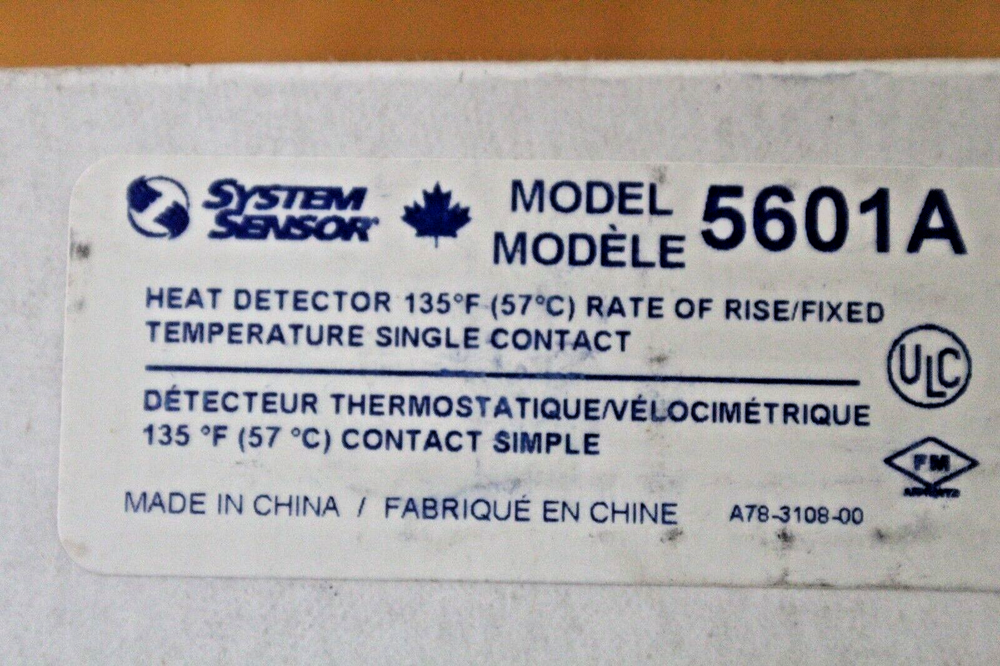 SYSTEM
SENSOR
MODEL
MODÈLE
5601A
HEAT DETECTOR 135°F (57°C) RATE OF RISE/FIXED
TEMPERATURE SINGLE CONTACT
ULC
DÉTECTEUR THERMOSTATIQUE/VÉLOCIMÉTRIQUE
135 °F (57 °C) CONTACT SIMPLE
FM
APPROVED
MADE IN CHINA / FABRIQUÉ EN CHINE A78-3108-00